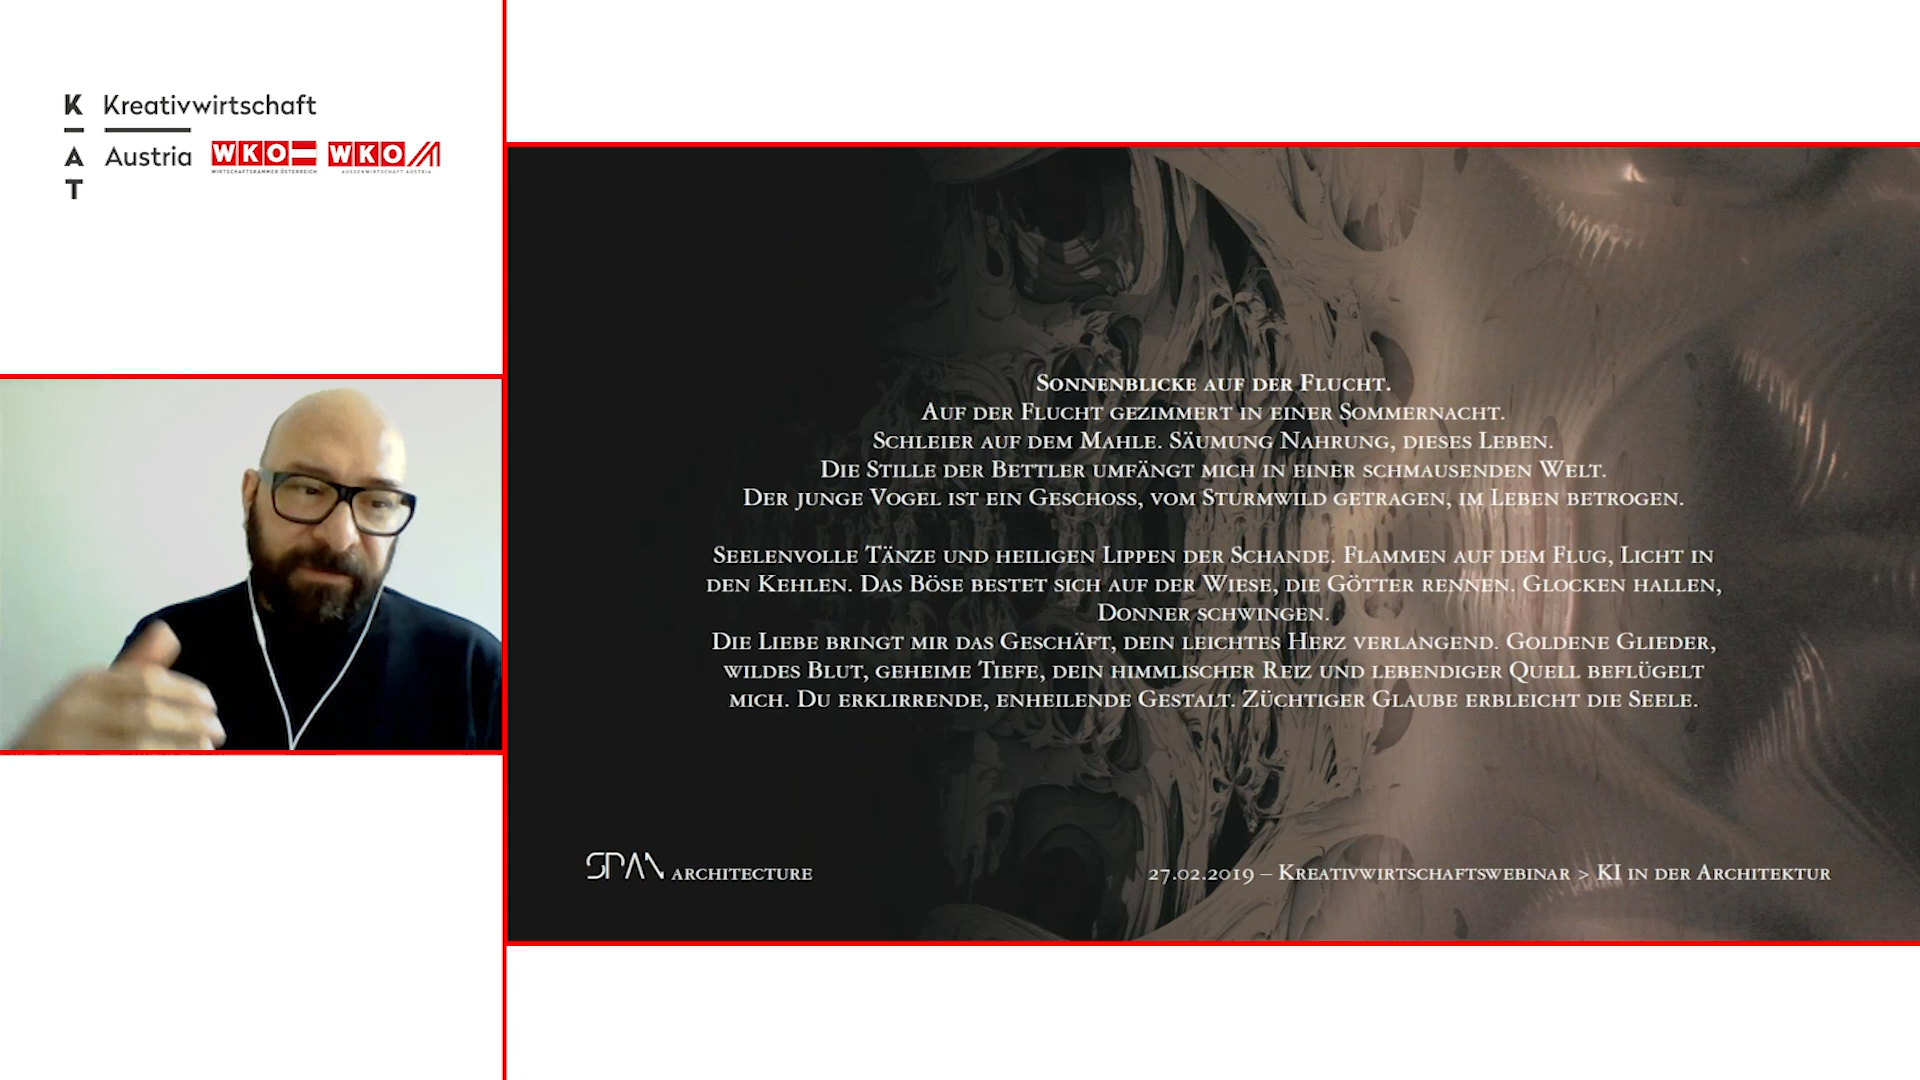 K Kreativwirtschaft
A Austria
T
WKO WKO
WIRTSCHAFTSKAMMER ÖSTERREICH AUSSENWIRTSCHAFT AUSTRIA
Sonnenblicke auf der Flucht.
Auf der Flucht gezimmert in einer Sommernacht.
Schleier auf dem Mahle. Säumung Nahrung, dieses Leben.
Die Stille der Bettler umfängt mich in einer schmausenden Welt.
Der junge Vogel ist ein Geschoss, vom Sturmwild getragen, im Leben betrogen.
Seelenvolle Tänze und heiligen Lippen der Schande. Flammen auf dem Flug, Licht in
den Kehlen. Das Böse bestet sich auf der Wiese, die Götter rennen. Glocken hallen,
Donner schwingen.
Die Liebe bringt mir das Geschäft, dein leichtes Herz verlangend. Goldene Glieder,
wildes Blut, geheime Tiefe, dein himmlischer Reiz und lebendiger Quell beflügelt
mich. Du erklirrende, enheilende Gestalt. Züchtiger Glaube erbleicht die Seele.
SPAN architecture
27.02.2019 – Kreativwirtschaftswebinar > KI in der Architektur